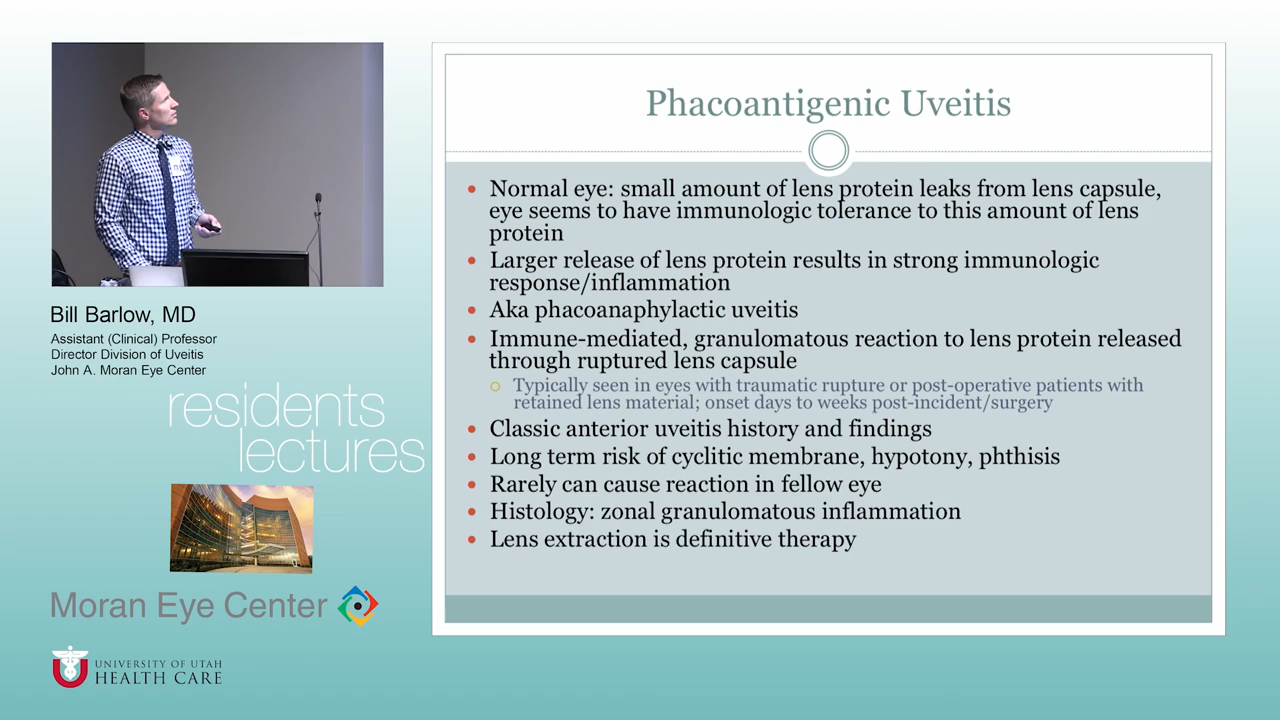 Bill Barlow, MD
Assistant (Clinical) Professor
Director Division of Uveitis
John A. Moran Eye Center
residents
lectures
Moran Eye Center
UNIVERSITY OF UTAH
HEALTH CARE
Phacoantigenic Uveitis
Normal eye: small amount of lens protein leaks from lens capsule,
eye seems to have immunologic tolerance to this amount of lens
protein
Larger release of lens protein results in strong immunologic
response/inflammation
Aka phacoanaphylactic uveitis
Immune-mediated, granulomatous reaction to lens protein released
through ruptured lens capsule
Typically seen in eyes with traumatic rupture or post-operative patients with
retained lens material; onset days to weeks post-incident/surgery
Classic anterior uveitis history and findings
Long term risk of cyclitic membrane, hypotony, phthisis
Rarely can cause reaction in fellow eye
Histology: zonal granulomatous inflammation
Lens extraction is definitive therapy